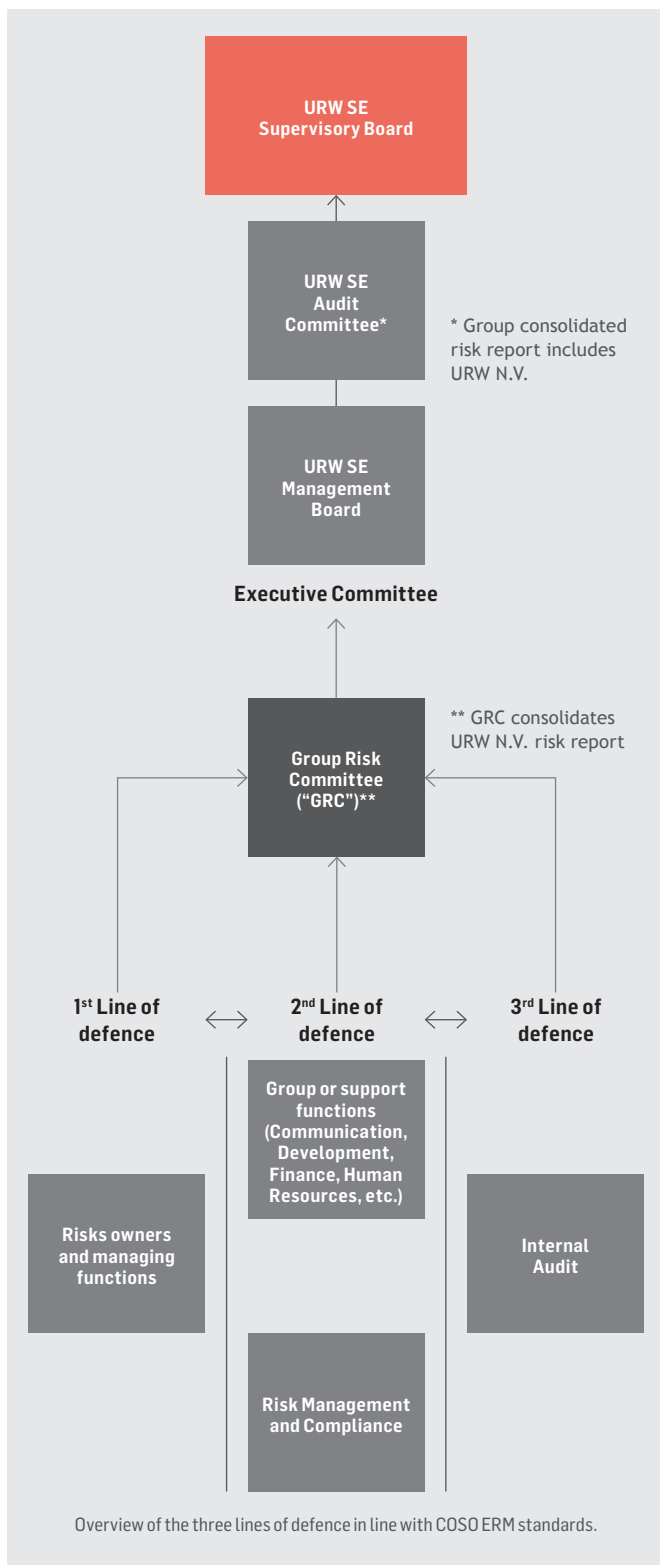 URW SE
Supervisory Board
URW SE
Audit
Committee*
* Group consolidated
risk report includes
URW N.V.
URW SE
Management
Board
Executive Committee
Group Risk
Committee
(“GRC”)**
** GRC consolidates
URW N.V. risk report
1st Line of
defence
2nd Line of
defence
3rd Line of
defence
Group or support
functions
(Communication,
Development,
Finance, Human
Resources, etc.)
Risks owners
and managing
functions
Internal
Audit
Risk Management
and Compliance
Overview of the three lines of defence in line with COSO ERM standards.